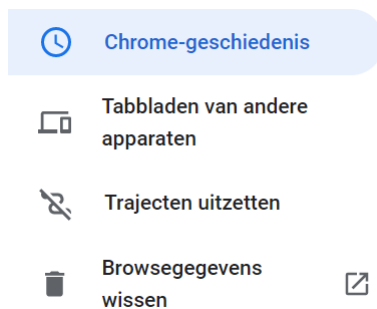 Chrome-geschiedenis
Tabbladen van andere
apparaten
Trajecten uitzetten
Browsegegevens
wissen